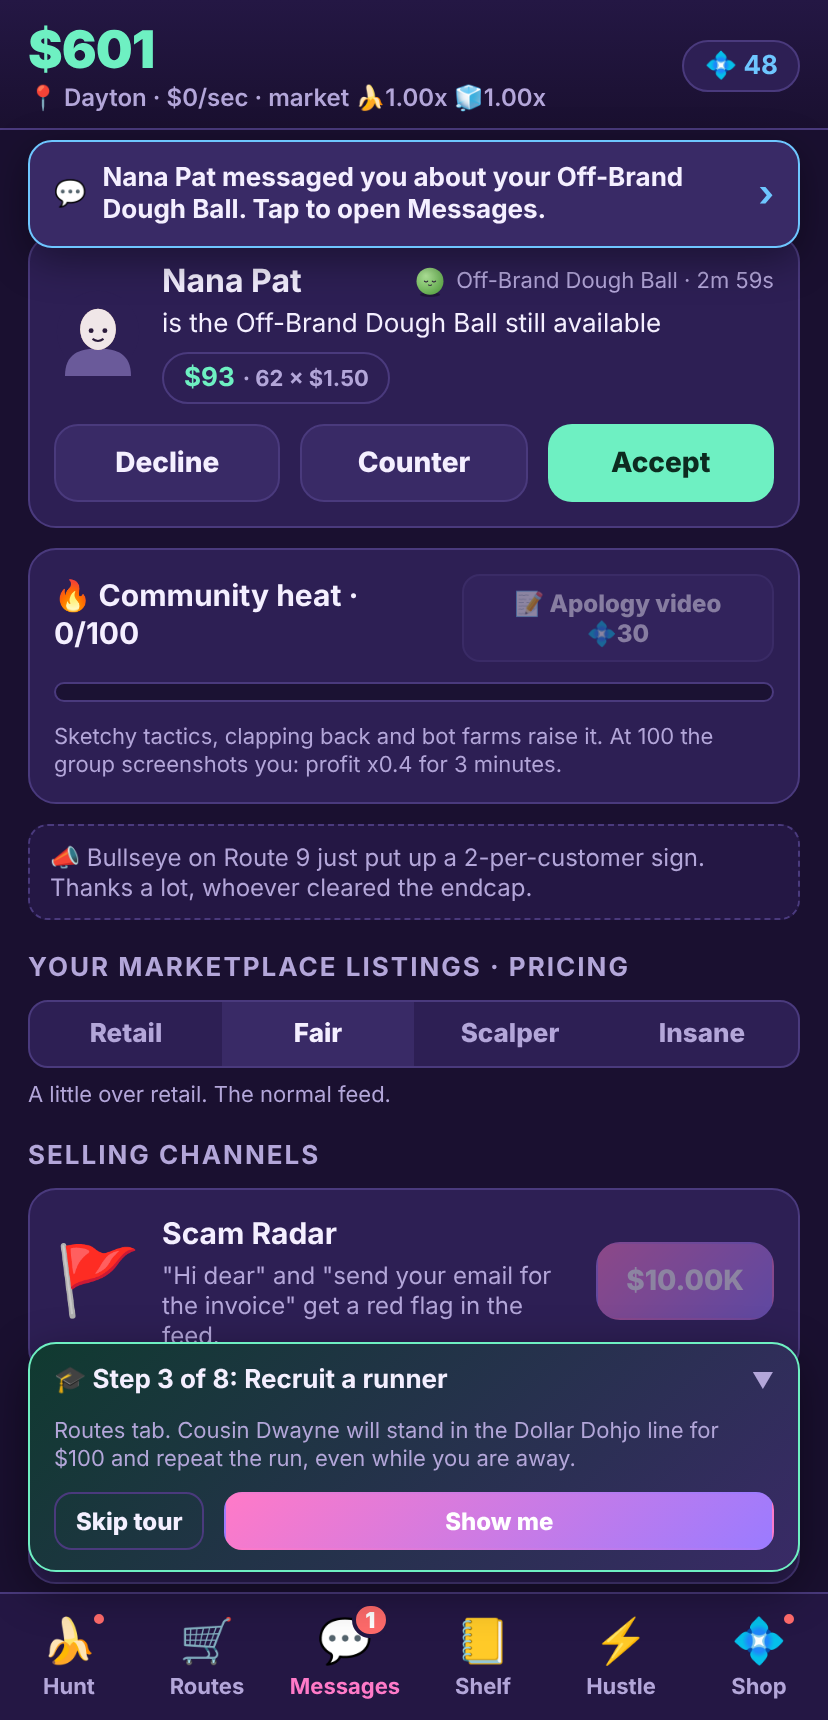 $601
📍 Dayton · $0/sec · market 🍌1.00x 🧊1.00x
💠 48
💬 Nana Pat messaged you about your Off-Brand
Dough Ball. Tap to open Messages. ›
Nana Pat
Off-Brand Dough Ball · 2m 59s
is the Off-Brand Dough Ball still available
$93 · 62 × $1.50
Decline
Counter
Accept
🔥 Community heat ·
0/100
📝 Apology video
💠30
Sketchy tactics, clapping back and bot farms raise it. At 100 the
group screenshots you: profit x0.4 for 3 minutes.
📣 Bullseye on Route 9 just put up a 2-per-customer sign.
Thanks a lot, whoever cleared the endcap.
YOUR MARKETPLACE LISTINGS · PRICING
Retail
Fair
Scalper
Insane
A little over retail. The normal feed.
SELLING CHANNELS
Scam Radar
"Hi dear" and "send your email for
the invoice" get a red flag in the
feed.
$10.00K
🎓 Step 3 of 8: Recruit a runner ▼
Routes tab. Cousin Dwayne will stand in the Dollar Dohjo line for
$100 and repeat the run, even while you are away.
Skip tour
Show me
1
Hunt
Routes
Messages
Shelf
Hustle
Shop